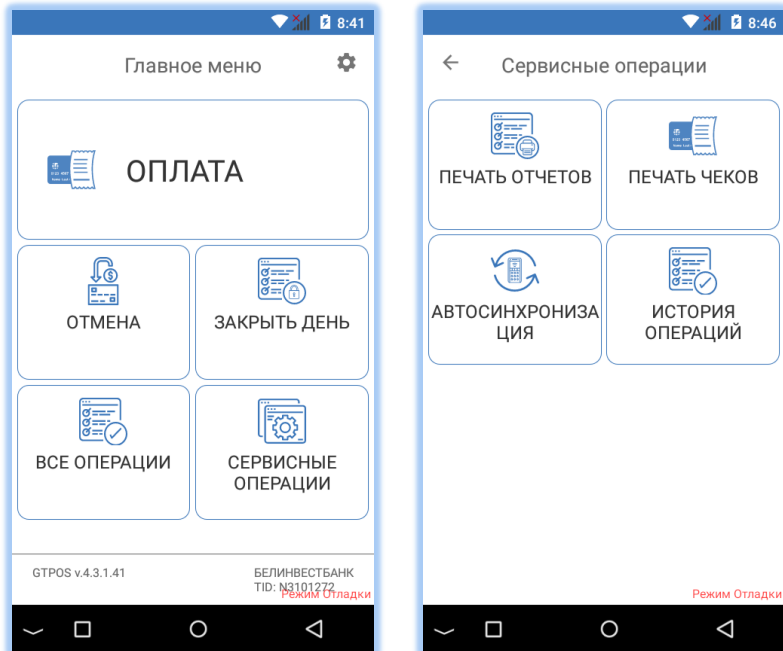 8:41
Главное меню
ОПЛАТА
ОТМЕНА
ЗАКРЫТЬ ДЕНЬ
ВСЕ ОПЕРАЦИИ
СЕРВИСНЫЕ
ОПЕРАЦИИ
GTPOS v.4.3.1.41
БЕЛИНВЕСТБАНК
TID: N3101272
Режим Отладки
8:46
Сервисные операции
ПЕЧАТЬ ОТЧЕТОВ
ПЕЧАТЬ ЧЕКОВ
АВТОСИНХРОНИЗА
ЦИЯ
ИСТОРИЯ
ОПЕРАЦИЙ
Режим Отладки